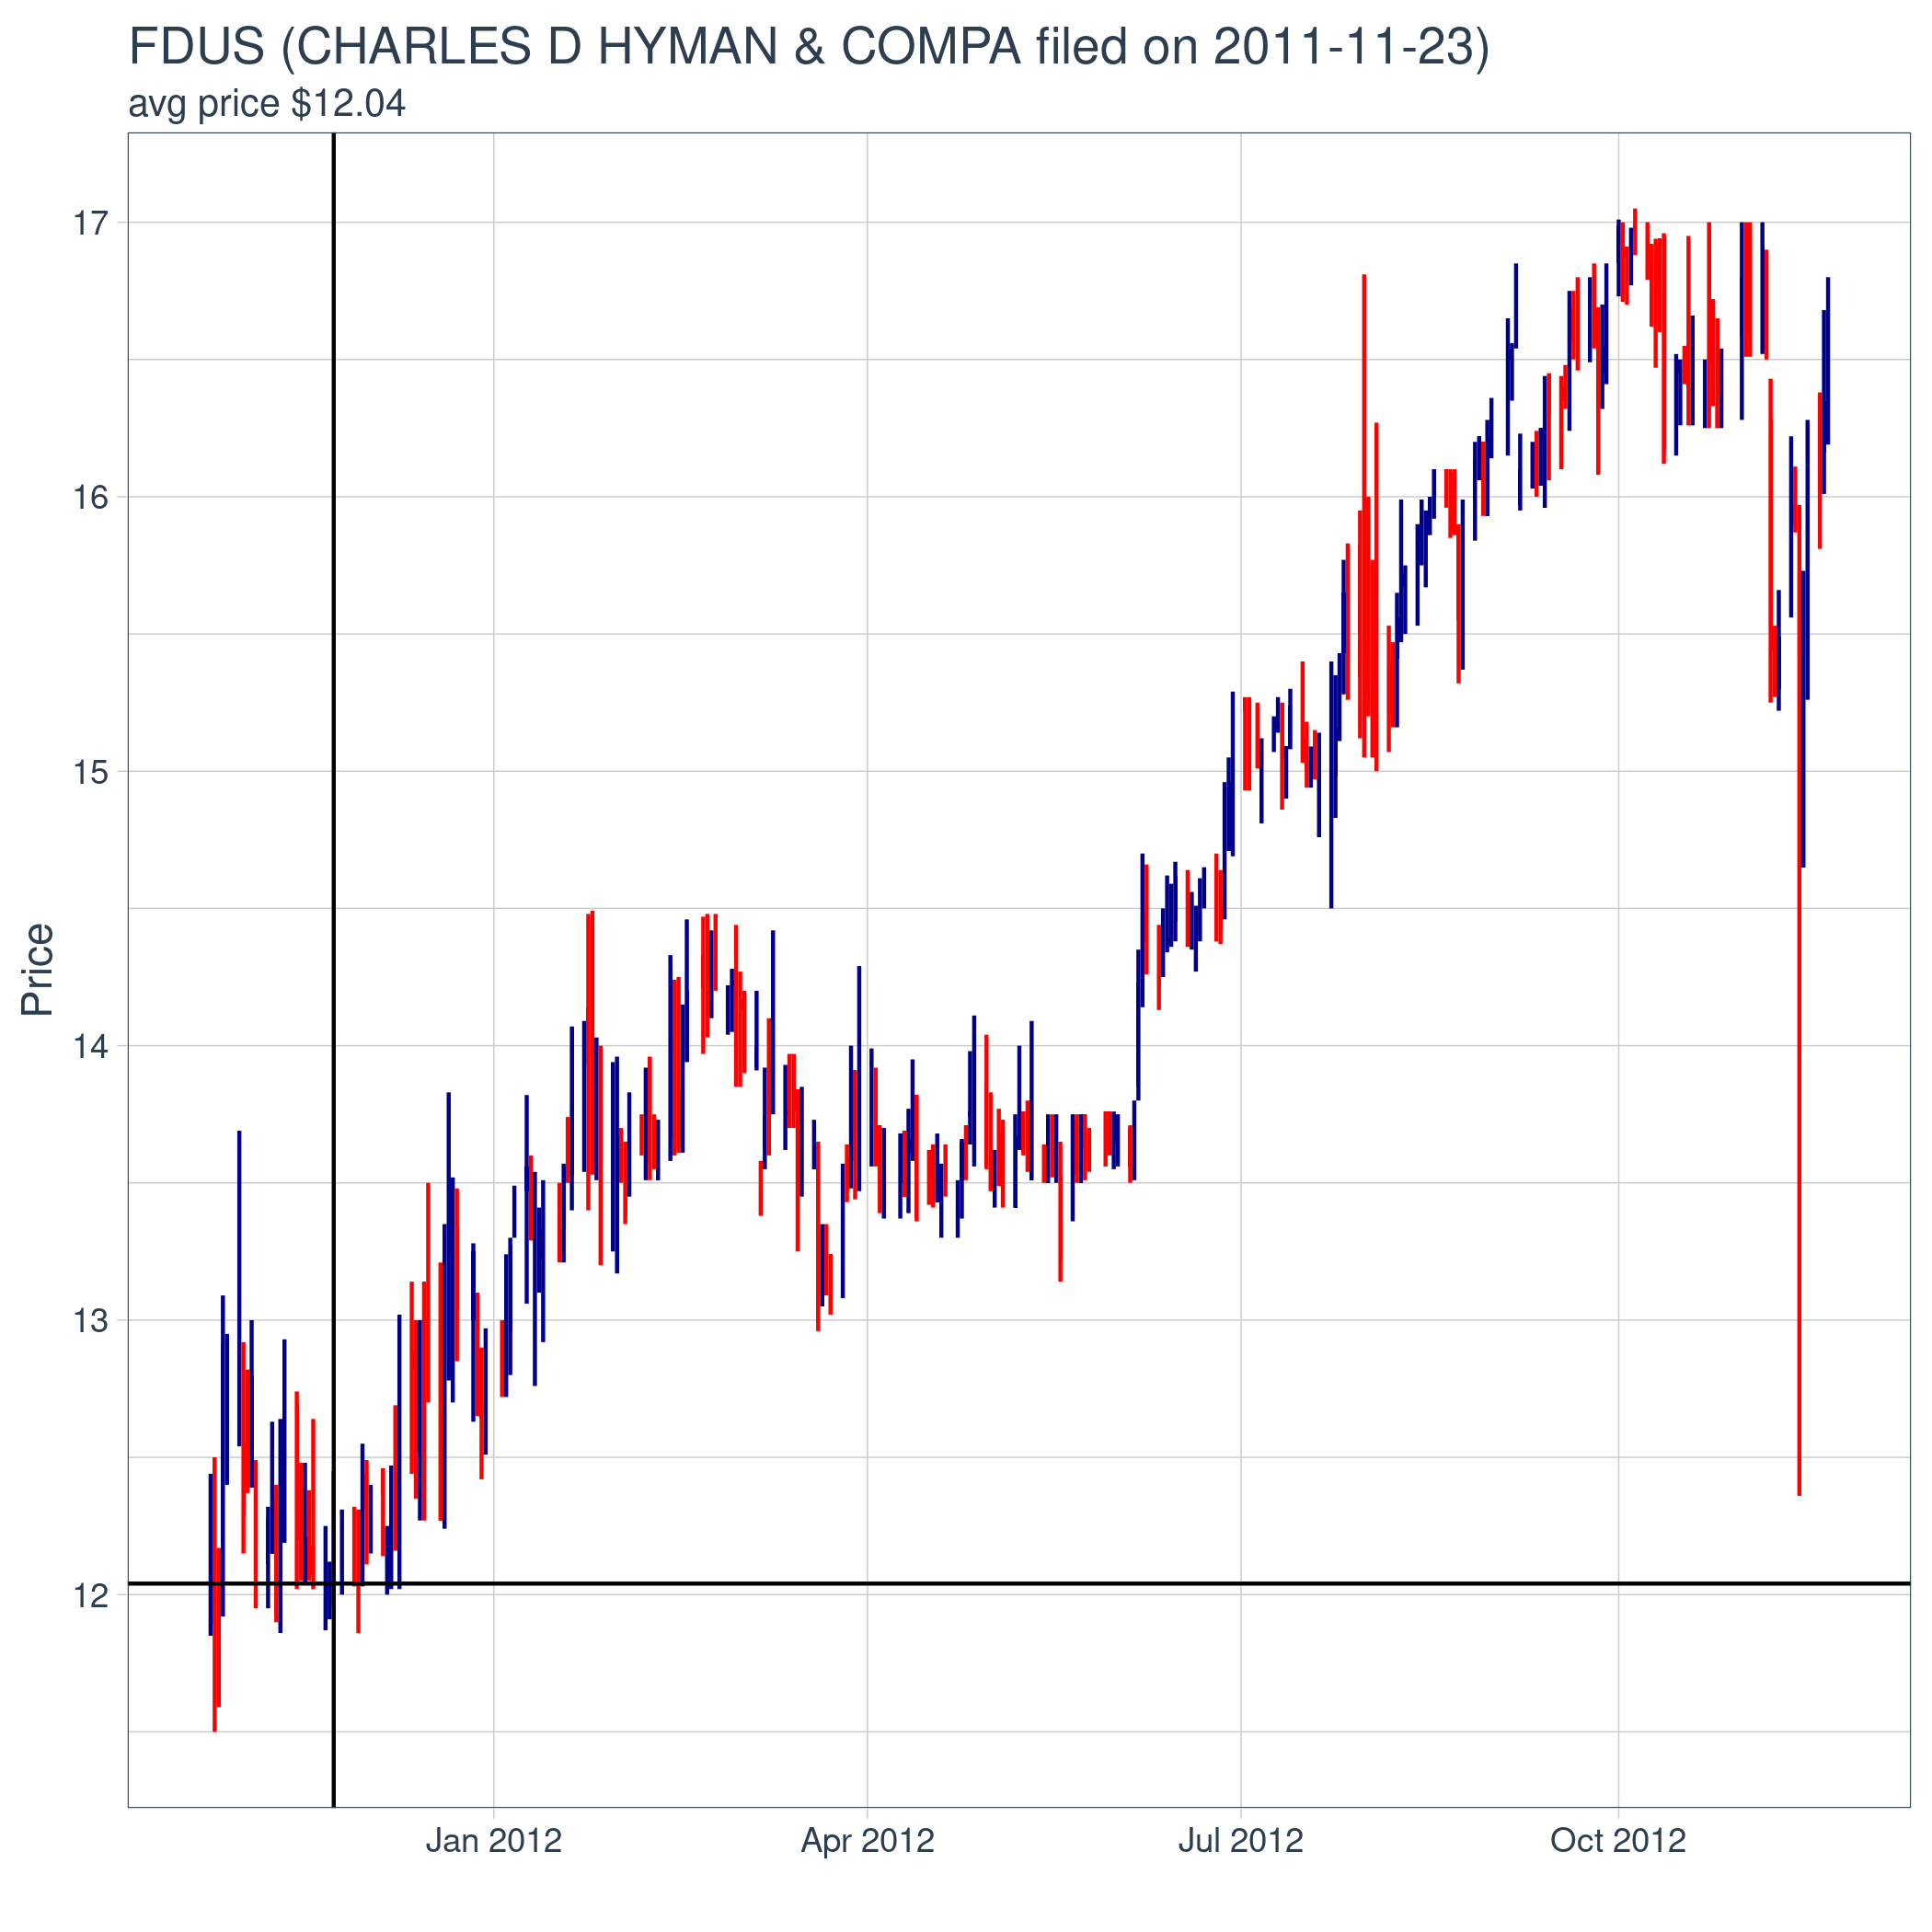 FDUS (CHARLES D HYMAN & COMPA filed on 2011-11-23)
avg price $12.04
17
16
15
14
13
12
Price
Jan 2012
Apr 2012
Jul 2012
Oct 2012